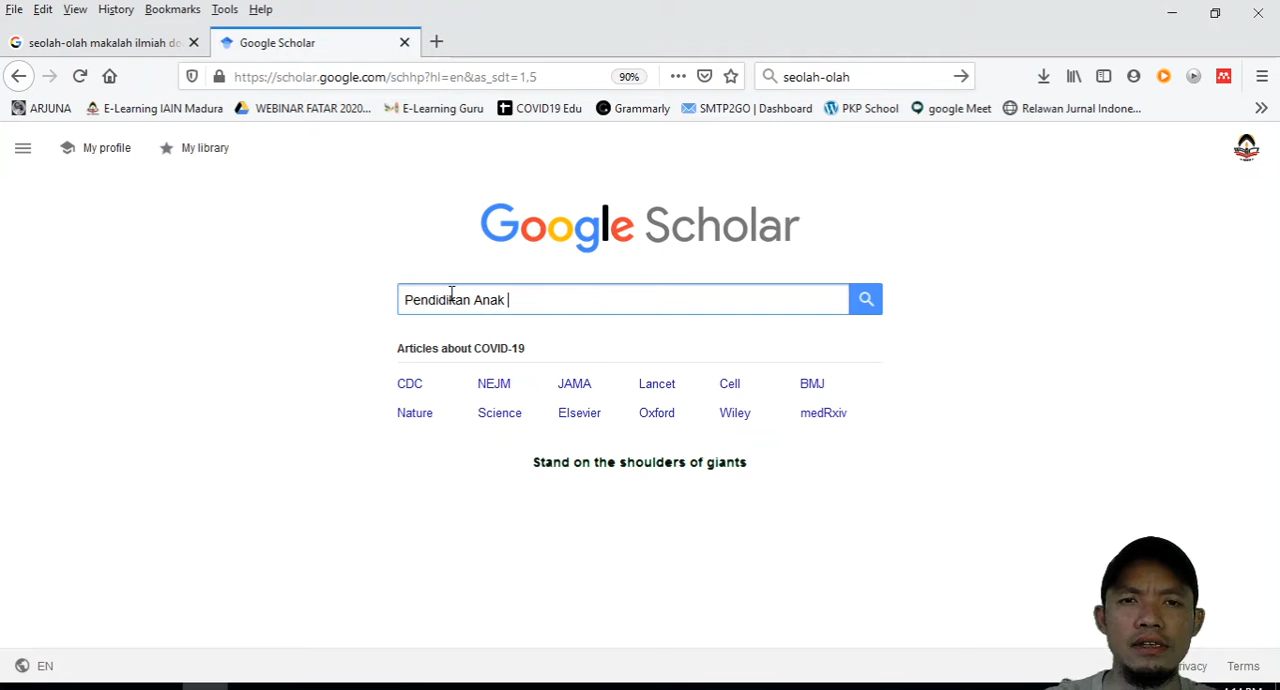 File Edit View History Bookmarks Tools Help
seolah-olah makalah ilmiah do
Google Scholar
https://scholar.google.com/schhp?hl=en&as_sdt=1,5
90%
seolah-olah
ARJUNA
E-Learning IAIN Madura
WEBINAR FATAR 2020...
E-Learning Guru
COVID19 Edu
Grammarly
SMTP2GO | Dashboard
PKP School
google Meet
Relawan Jurnal Indone...
My profile
My library
Google Scholar
Pendidikan Anak
Articles about COVID-19
CDC NEJM JAMA Lancet Cell BMJ
Nature Science Elsevier Oxford Wiley medRxiv
Stand on the shoulders of giants
EN
rivacy Terms